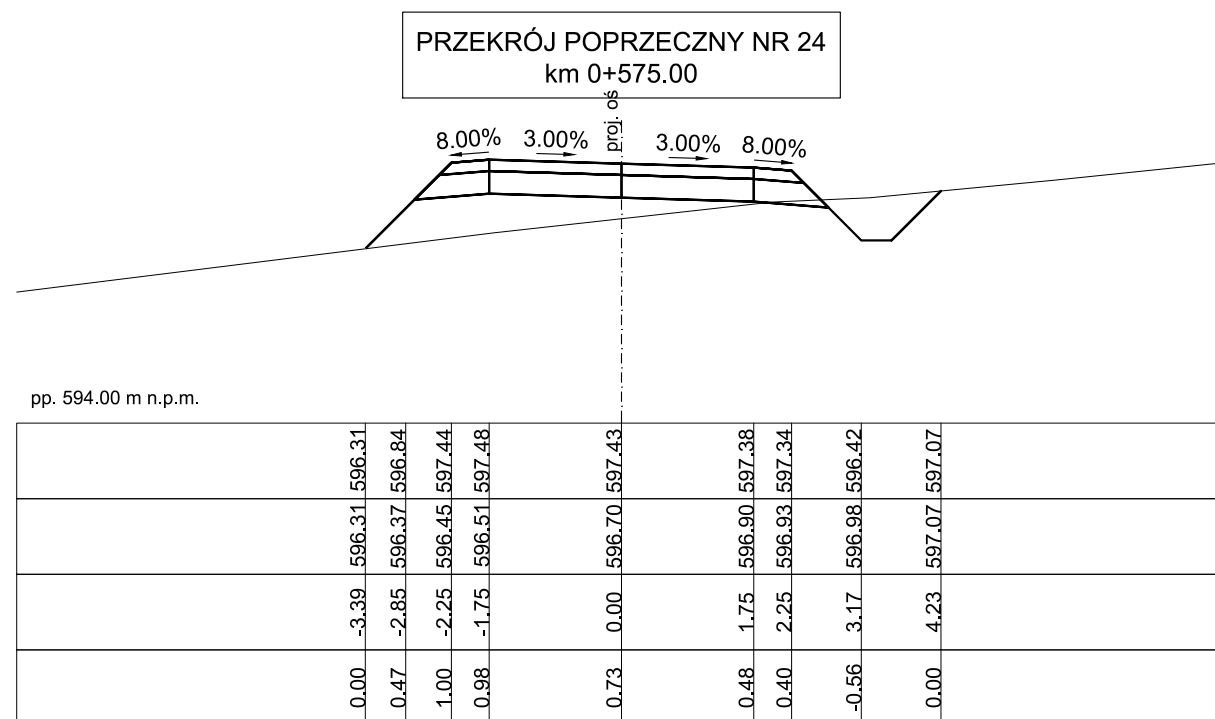 PRZEKRÓJ POPRZECZNY NR 24
km 0+575.00
proj. oś
8.00% 3.00% 3.00% 8.00%
pp. 594.00 m n.p.m.
596.31 596.84 597.44 597.48 597.43 597.38 597.34 596.42 597.07
596.31 596.37 596.45 596.51 596.70 596.90 596.93 596.98 597.07
-3.39 -2.85 -2.25 -1.75 0.00 1.75 2.25 3.17 4.23
0.00 0.47 1.00 0.98 0.73 0.48 0.40 -0.56 0.00